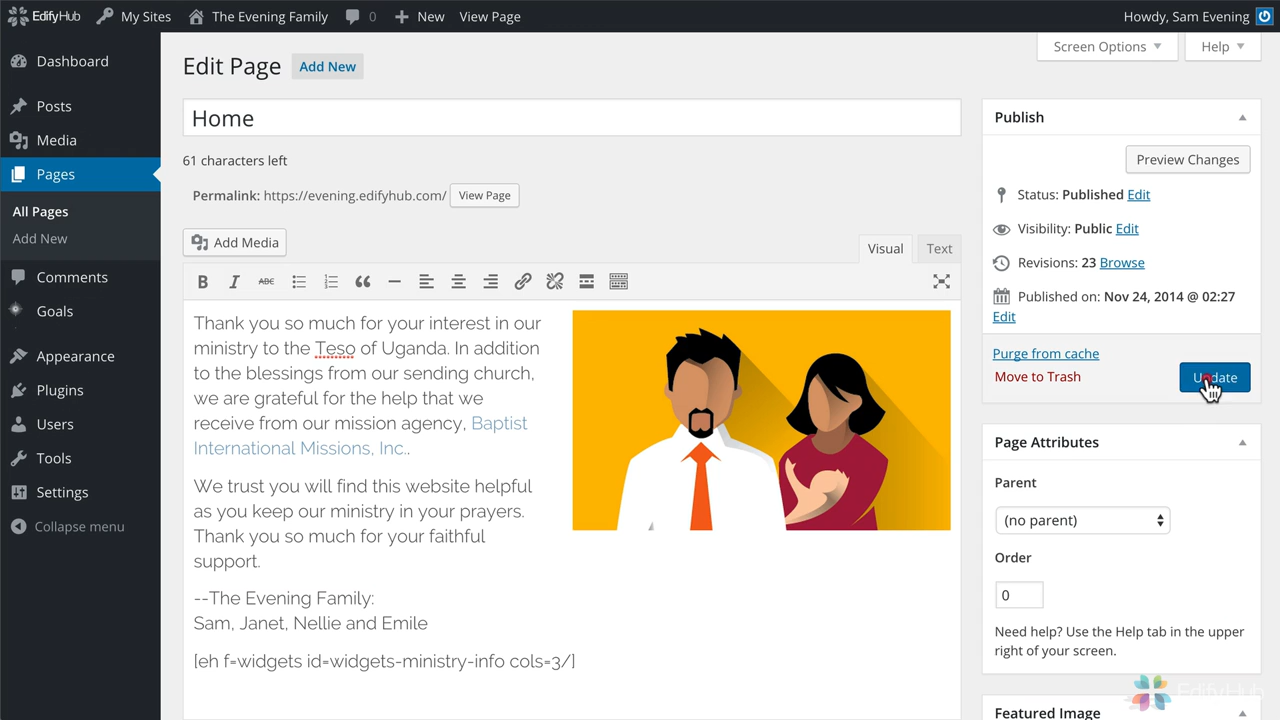 EdifyHub My Sites The Evening Family 0 New View Page Howdy, Sam Evening
Screen Options Help
Dashboard
Posts
Media
Pages
All Pages
Add New
Comments
Goals
Appearance
Plugins
Users
Tools
Settings
Collapse menu
Edit Page Add New
Home
61 characters left
Permalink: https://evening.edifyhub.com/ View Page
Add Media
Visual Text
B I ABC
Thank you so much for your interest in our
ministry to the Teso of Uganda. In addition
to the blessings from our sending church,
we are grateful for the help that we
receive from our mission agency, Baptist
International Missions, Inc..
We trust you will find this website helpful
as you keep our ministry in your prayers.
Thank you so much for your faithful
support.
--The Evening Family:
Sam, Janet, Nellie and Emile
[eh f=widgets id=widgets-ministry-info cols=3/]
Publish
Preview Changes
Status: Published Edit
Visibility: Public Edit
Revisions: 23 Browse
Published on: Nov 24, 2014 @ 02:27
Edit
Purge from cache
Move to Trash
Update
Page Attributes
Parent
(no parent)
Order
0
Need help? Use the Help tab in the upper
right of your screen.
EdifyHub
Featured Image